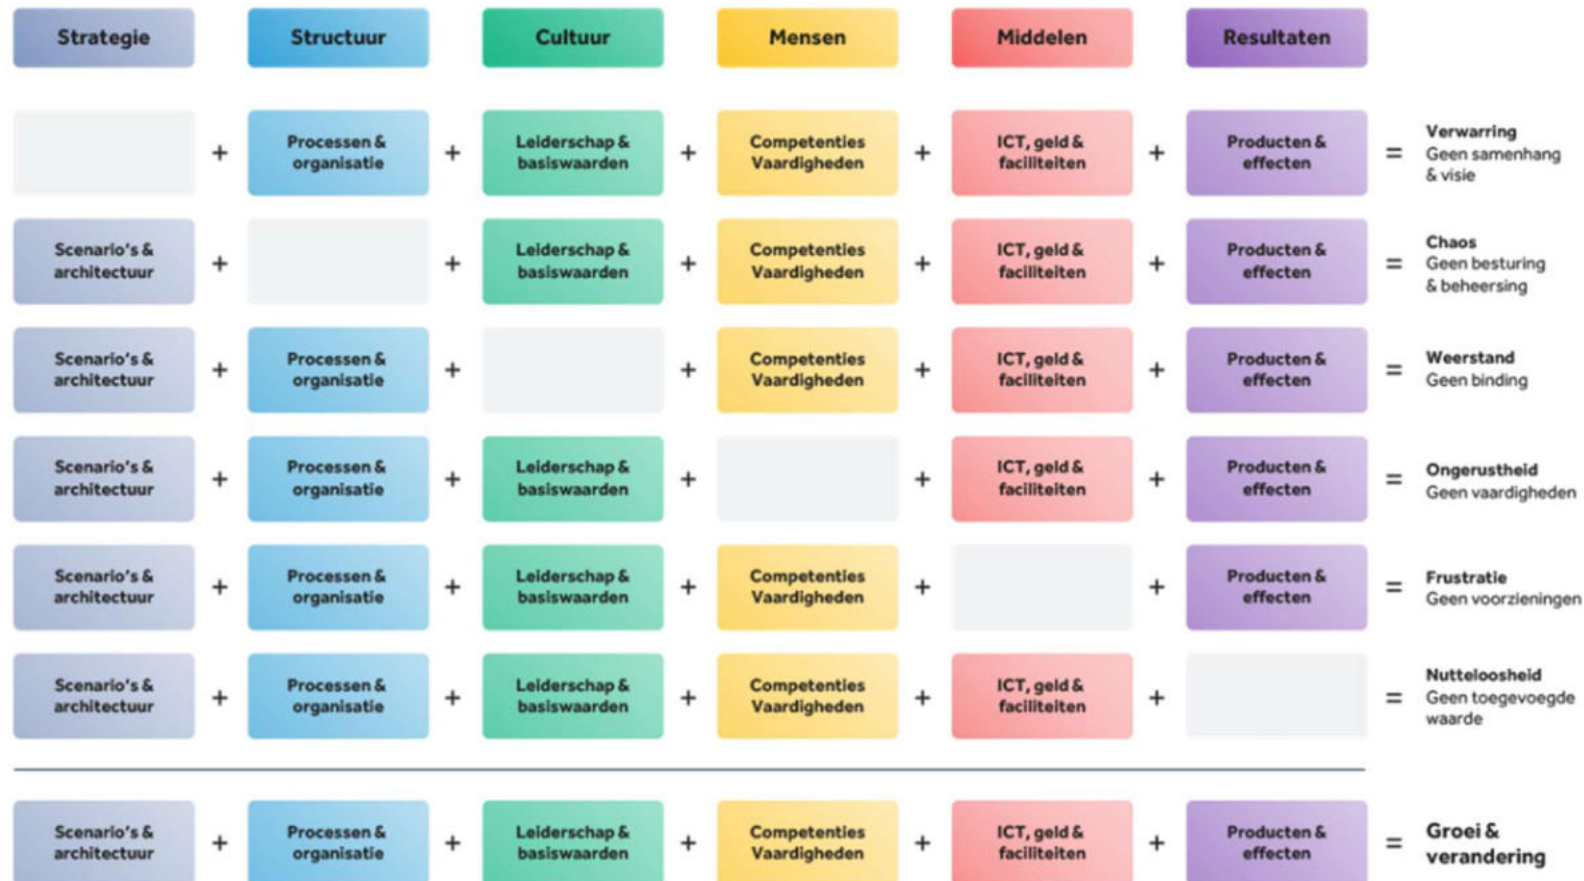 Strategie
Structuur
Cultuur
Mensen
Middelen
Resultaten
+
Processen &
organisatie
+
Leiderschap &
basiswaarden
+
Competenties
Vaardigheden
+
ICT, geld &
faciliteiten
+
Producten &
effecten
=
Verwarring
Geen samenhang
& visie
Scenario's &
architectuur
+
+
Leiderschap &
basiswaarden
+
Competenties
Vaardigheden
+
ICT, geld &
faciliteiten
+
Producten &
effecten
=
Chaos
Geen besturing
& beheersing
Scenario's &
architectuur
+
Processen &
organisatie
+
+
Competenties
Vaardigheden
+
ICT, geld &
faciliteiten
+
Producten &
effecten
=
Weerstand
Geen binding
Scenario's &
architectuur
+
Processen &
organisatie
+
Leiderschap &
basiswaarden
+
+
ICT, geld &
faciliteiten
+
Producten &
effecten
=
Ongerustheid
Geen vaardigheden
Scenario's &
architectuur
+
Processen &
organisatie
+
Leiderschap &
basiswaarden
+
Competenties
Vaardigheden
+
+
Producten &
effecten
=
Frustratie
Geen voorzieningen
Scenario's &
architectuur
+
Processen &
organisatie
+
Leiderschap &
basiswaarden
+
Competenties
Vaardigheden
+
ICT, geld &
faciliteiten
+
=
Nutteloosheid
Geen toegevoegde
waarde
Scenario's &
architectuur
+
Processen &
organisatie
+
Leiderschap &
basiswaarden
+
Competenties
Vaardigheden
+
ICT, geld &
faciliteiten
+
Producten &
effecten
=
Groei &
verandering